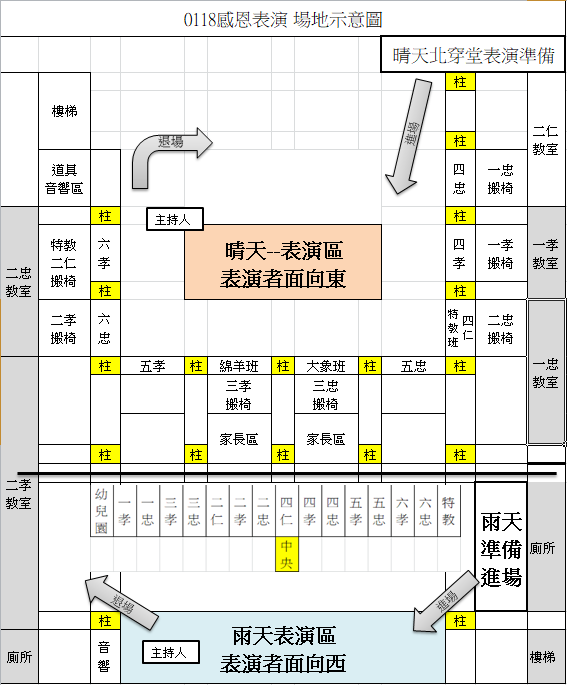 0118感恩表演 場地示意圖
晴天北穿堂表演準備
柱
樓梯
退場
進場
柱
二仁
教室
道具
音響區
四
忠
一忠
搬椅
柱
主持人
柱
二忠
教室
特教
二仁
搬椅
六
孝
晴天--表演區
表演者面向東
四
孝
一孝
搬椅
一孝
教室
柱
柱
二孝
搬椅
六
忠
特教班
四仁
二忠
搬椅
一忠
教室
柱
五孝
柱
綿羊班
柱
大象班
柱
五忠
柱
三孝
搬椅
三忠
搬椅
家長區
家長區
柱
柱
柱
柱
柱
二孝
教室
幼兒園
一孝
一忠
三孝
三忠
二仁
二孝
二忠
四仁
四孝
四忠
五孝
五忠
六孝
六忠
特教
中央
雨天
準備
進場
廁所
退場
進場
柱
柱
廁所
音響
主持人
雨天表演區
表演者面向西
樓梯